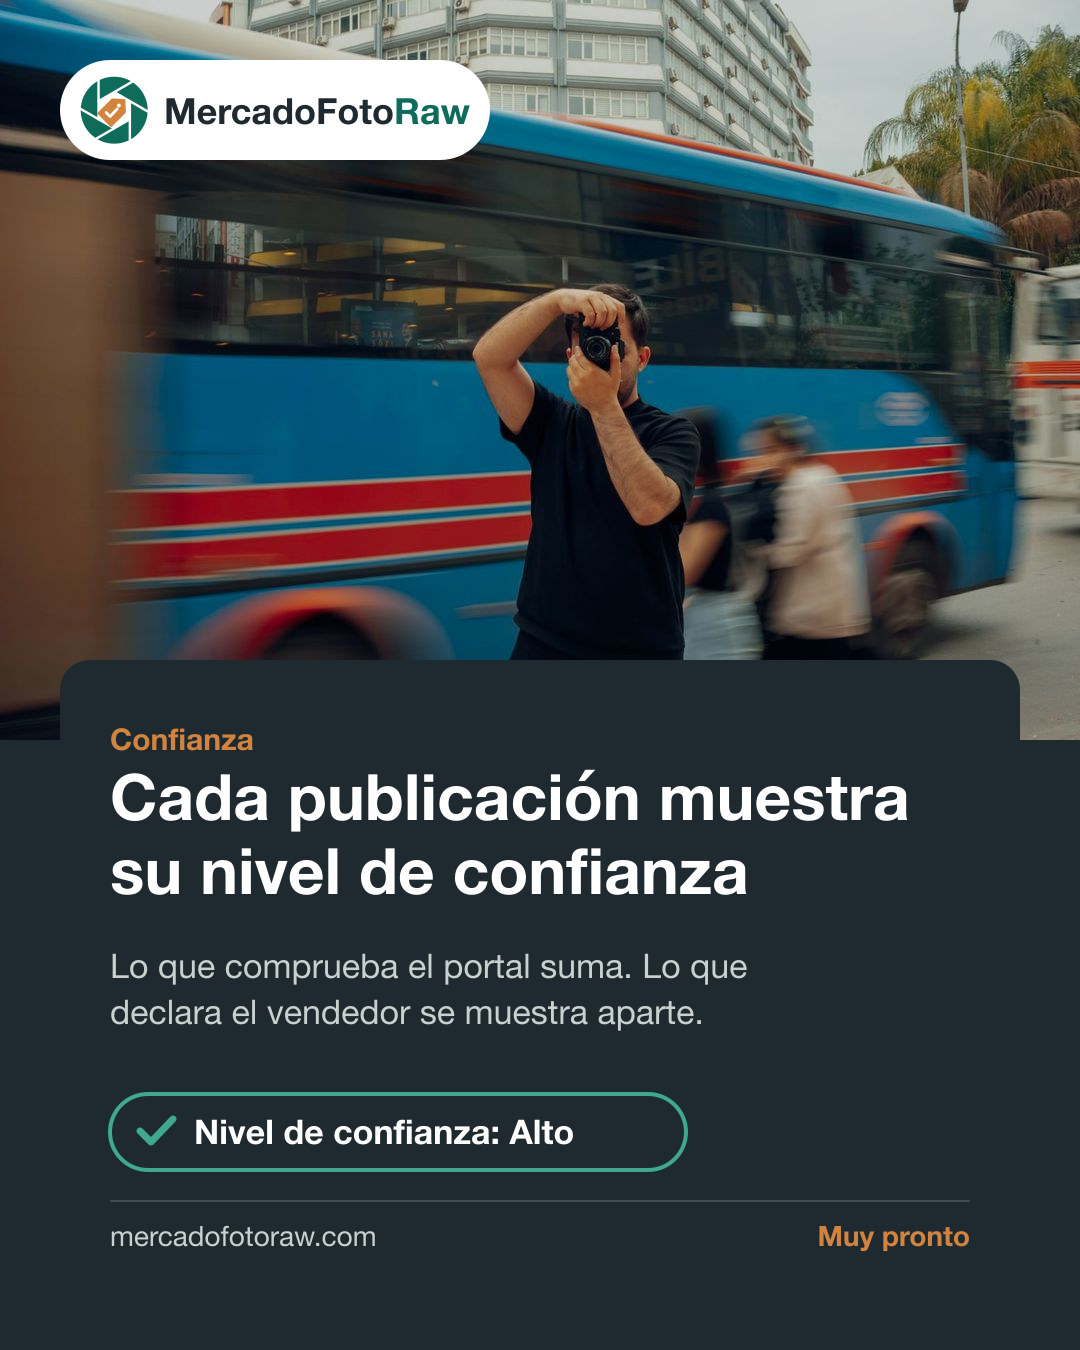 MercadoFotoRaw
Confianza
Cada publicación muestra
su nivel de confianza
Lo que comprueba el portal suma. Lo que
declara el vendedor se muestra aparte.
Nivel de confianza: Alto
mercadofotoraw.com
Muy pronto